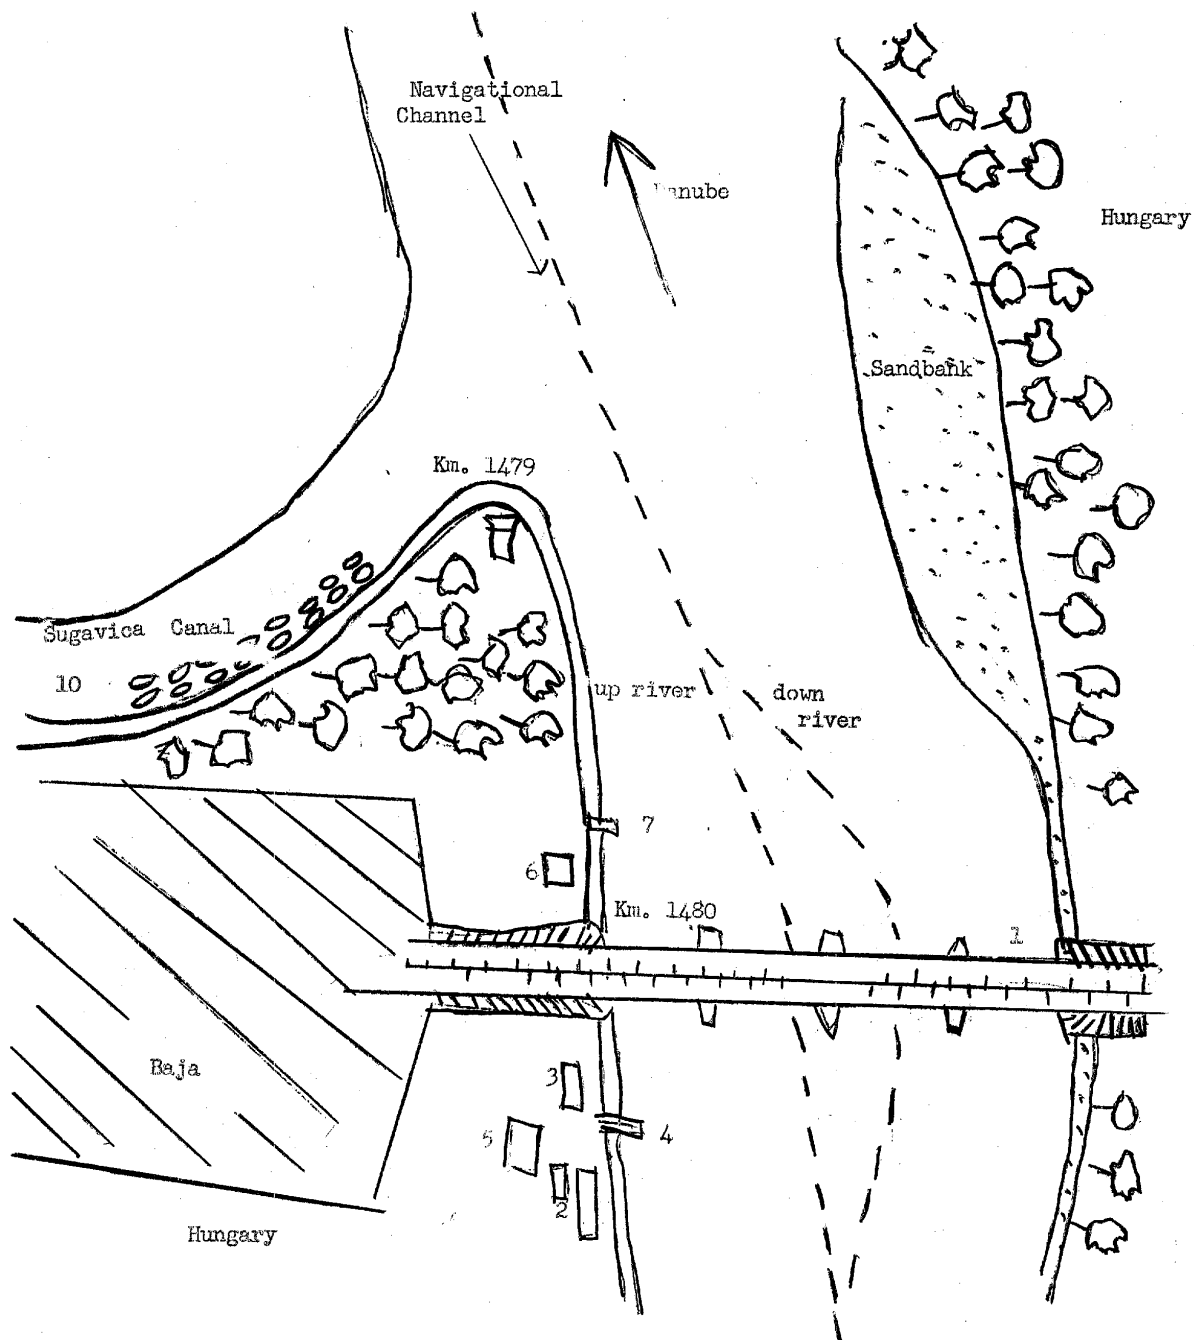 Navigational
Channel
Danube
Hungary
Sandbank
Km. 1479
Sugavica Canal
10
up river
down
river
7
6
Km. 1480
1
Baja
3
5
4
2
Hungary